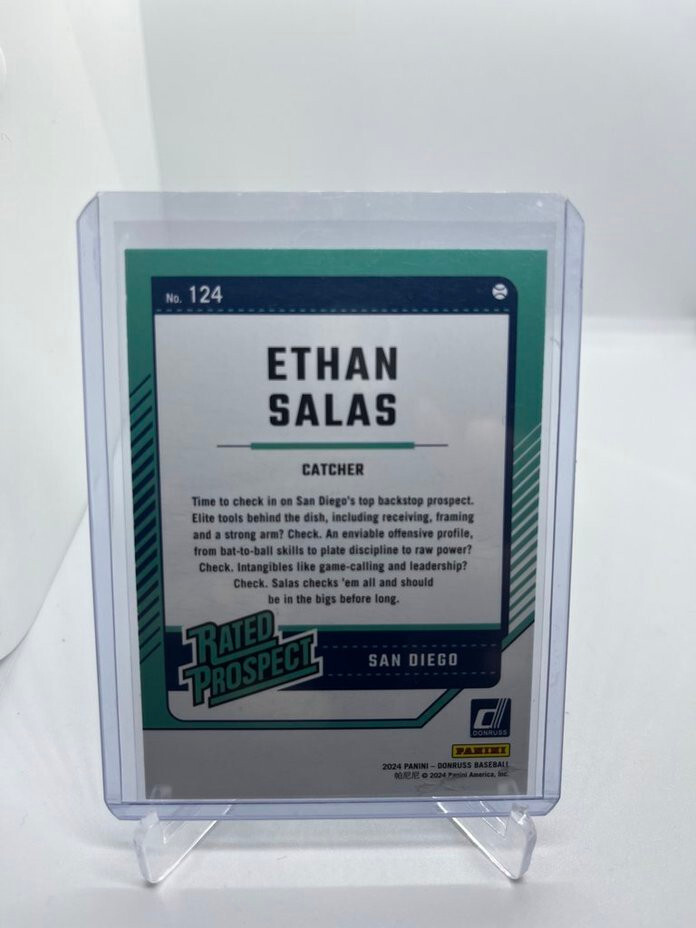 No. 124
ETHAN
SALAS
CATCHER
Time to check in on San Diego's top backstop prospect.
Elite tools behind the dish, including receiving, framing
and a strong arm? Check. An enviable offensive profile,
from bat-to-ball skills to plate discipline to raw power?
Check. Intangibles like game-calling and leadership?
Check. Salas checks 'em all and should
be in the bigs before long.
RATED
PROSPECT
SAN DIEGO
d
DONRUSS
PANINI
2024 PANINI – DONRUSS BASEBALL
帕尼尼 © 2024 Panini America, Inc.